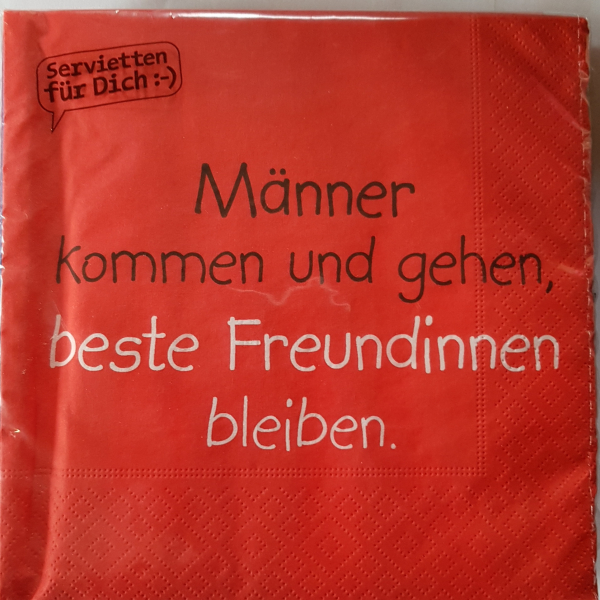 Servietten
für Dich :-)
Männer
kommen und gehen,
beste Freundinnen
bleiben.